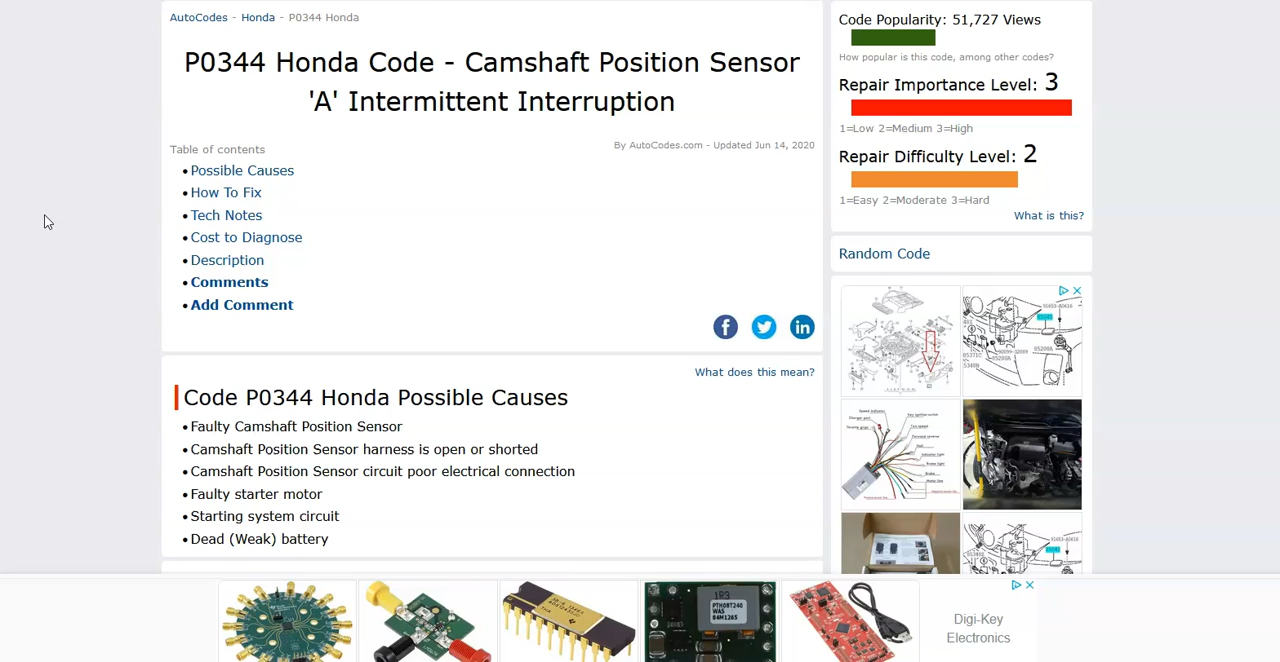 AutoCodes - Honda - P0344 Honda
P0344 Honda Code - Camshaft Position Sensor
'A' Intermittent Interruption
By AutoCodes.com - Updated Jun 14, 2020
Table of contents
• Possible Causes
• How To Fix
• Tech Notes
• Cost to Diagnose
• Description
• Comments
• Add Comment
What does this mean?
Code P0344 Honda Possible Causes
• Faulty Camshaft Position Sensor
• Camshaft Position Sensor harness is open or shorted
• Camshaft Position Sensor circuit poor electrical connection
• Faulty starter motor
• Starting system circuit
• Dead (Weak) battery
Code Popularity: 51,727 Views
How popular is this code, among other codes?
Repair Importance Level: 3
1=Low 2=Medium 3=High
Repair Difficulty Level: 2
1=Easy 2=Moderate 3=Hard
What is this?
Random Code
PTH08T240
WAS
Digi-Key
Electronics